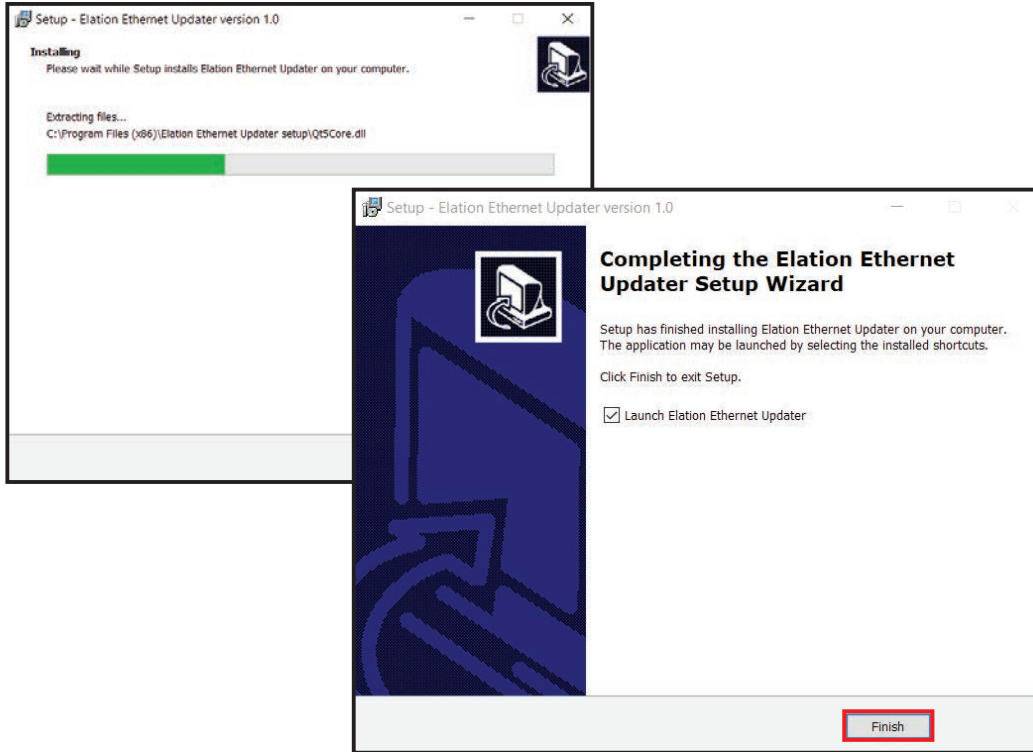 Setup - Elation Ethernet Updater version 1.0
Installing
Please wait while Setup installs Elation Ethernet Updater on your computer.
Extracting files...
C:\Program Files (x86)\Elation Ethernet Updater setup\Qt5Core.dll
Setup - Elation Ethernet Updater version 1.0
Completing the Elation Ethernet
Updater Setup Wizard
Setup has finished installing Elation Ethernet Updater on your computer.
The application may be launched by selecting the installed shortcuts.
Click Finish to exit Setup.
Launch Elation Ethernet Updater
Finish